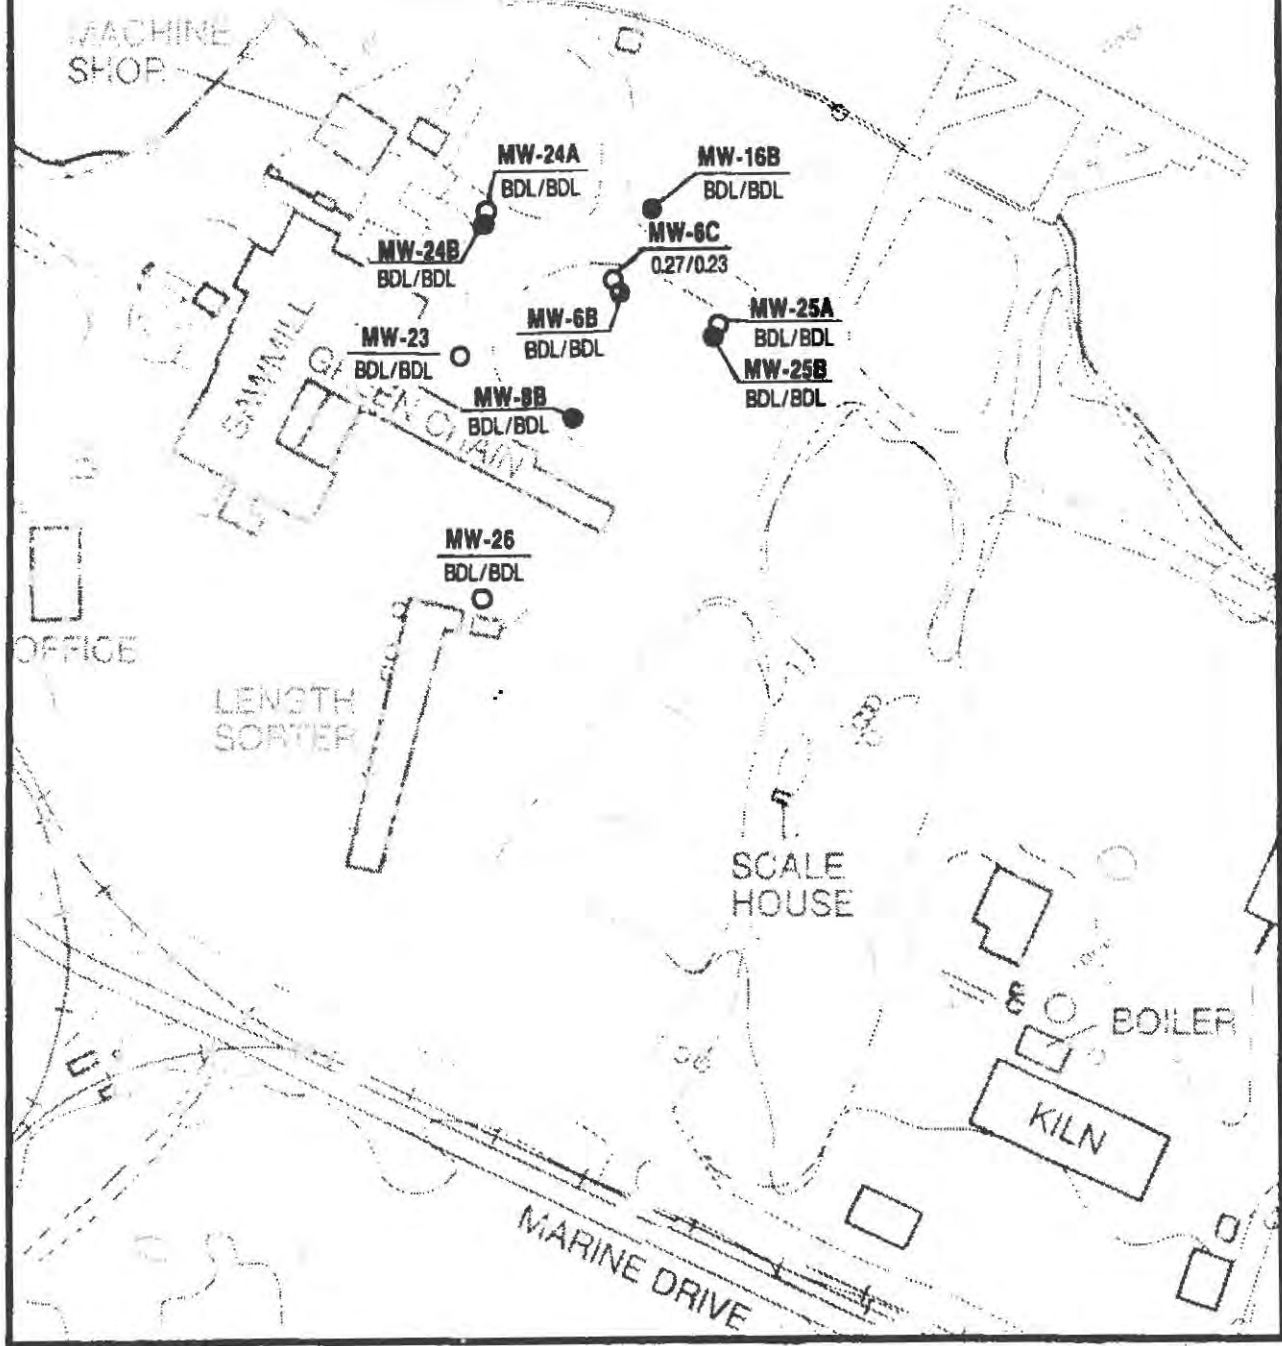 MACHINE
SHOP
MW-24A
BDL/BDL
MW-16B
BDL/BDL
MW-24B
BDL/BDL
MW-6C
0.27/0.23
MW-6B
BDL/BDL
MW-25A
BDL/BDL
MW-23
BDL/BDL
MW-25B
BDL/BDL
MW-8B
BDL/BDL
SAWMILL
GREEN CHAIN
MW-26
BDL/BDL
OFFICE
LENGTH
SORTER
SCALE
HOUSE
BOILER
KILN
MARINE DRIVE